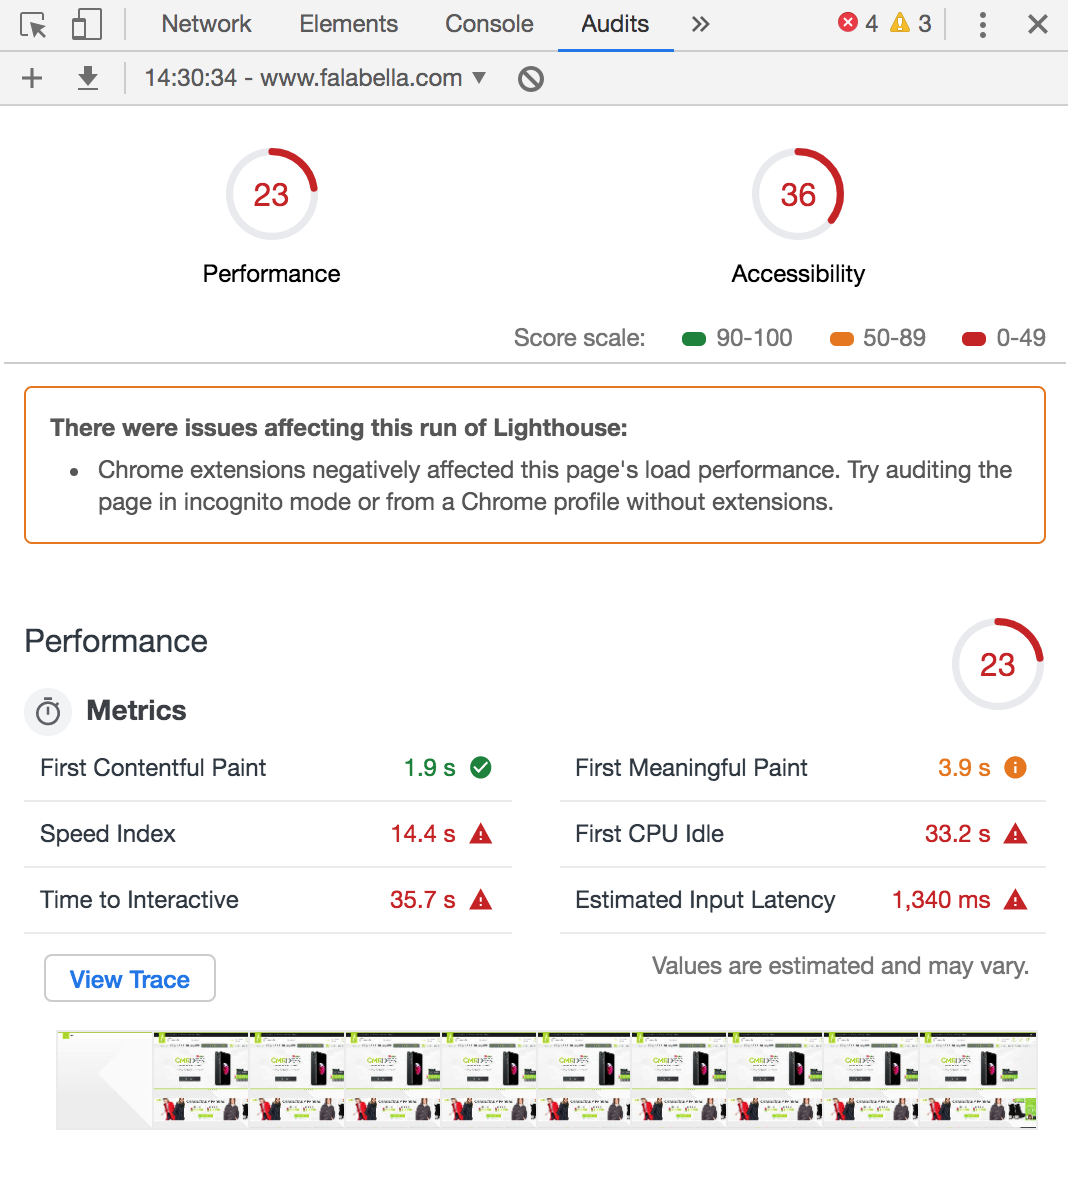 Network Elements Console Audits » 4 3
14:30:34 - www.falabella.com ▼
23 36
Performance Accessibility
Score scale: 90-100 50-89 0-49
There were issues affecting this run of Lighthouse:
• Chrome extensions negatively affected this page's load performance. Try auditing the
page in incognito mode or from a Chrome profile without extensions.
Performance 23
Metrics
First Contentful Paint 1.9 s First Meaningful Paint 3.9 s
Speed Index 14.4 s First CPU Idle 33.2 s
Time to Interactive 35.7 s Estimated Input Latency 1,340 ms
View Trace Values are estimated and may vary.